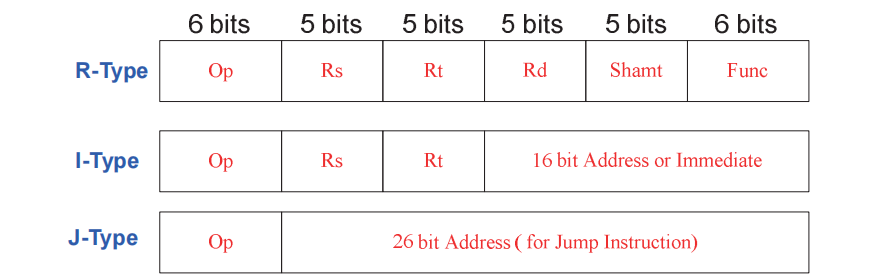 6 bits 5 bits 5 bits 5 bits 5 bits 6 bits
R-Type Op Rs Rt Rd Shamt Func
I-Type Op Rs Rt 16 bit Address or Immediate
J-Type Op 26 bit Address ( for Jump Instruction)